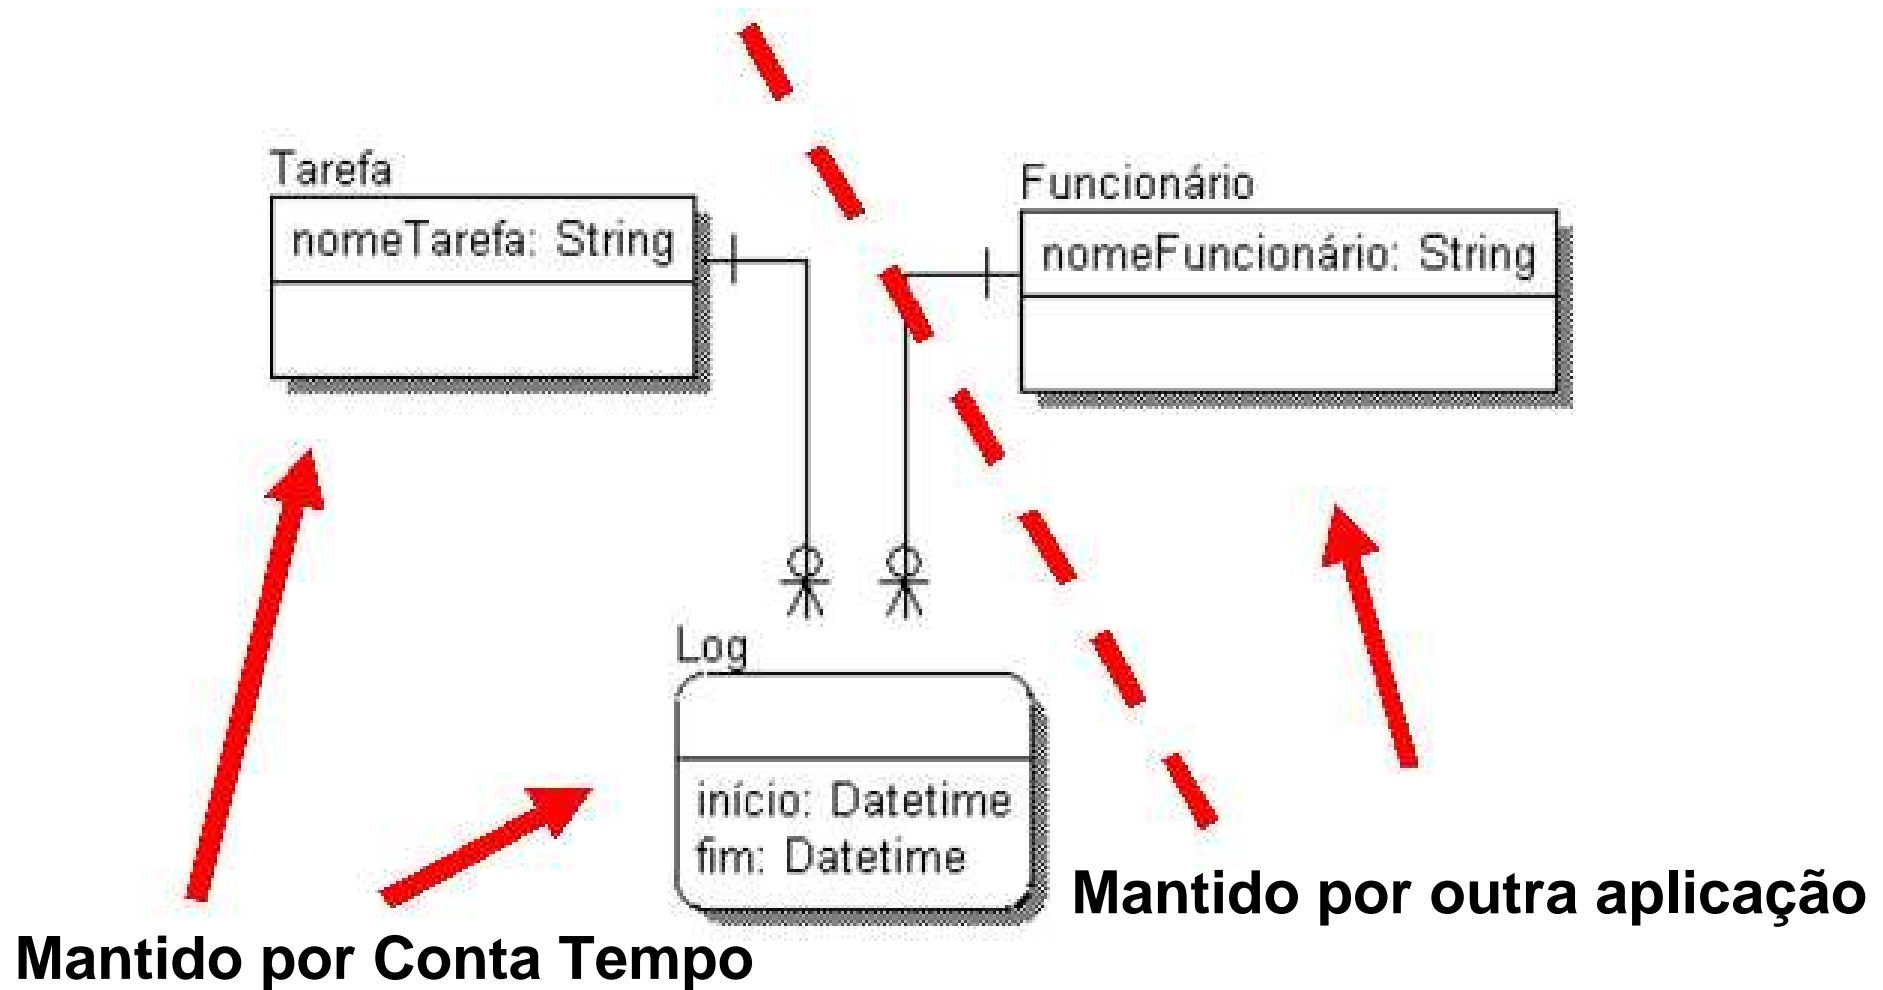 Tarefa
nomeTarefa: String
Funcionário
nomeFuncionário: String
Log
início: Datetime
fim: Datetime
Mantido por outra aplicação
Mantido por Conta Tempo